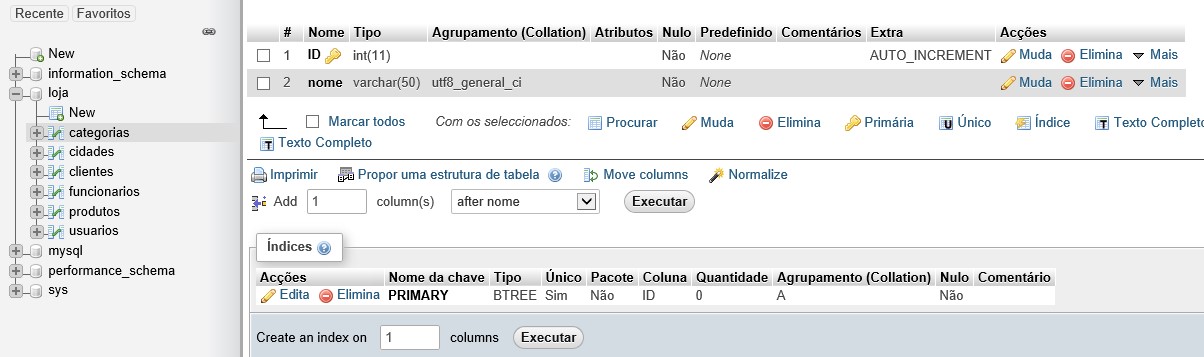 Recente Favoritos
New
information_schema
loja
New
categorias
cidades
clientes
funcionarios
produtos
usuarios
mysql
performance_schema
sys
# Nome Tipo Agrupamento (Collation) Atributos Nulo Predefinido Comentários Extra Acções
1 ID int(11) Não None AUTO_INCREMENT Muda Elimina Mais
2 nome varchar(50) utf8_general_ci Não None Muda Elimina Mais
Marcar todos Com os seleccionados: Procurar Muda Elimina Primária Único Índice Texto Completo
Texto Completo
Imprimir Propor uma estrutura de tabela Move columns Normalize
Add 1 column(s) after nome Executar
Índices
Acções Nome da chave Tipo Único Pacote Coluna Quantidade Agrupamento (Collation) Nulo Comentário
Edita Elimina PRIMARY BTREE Sim Não ID 0 A Não
Create an index on 1 columns Executar